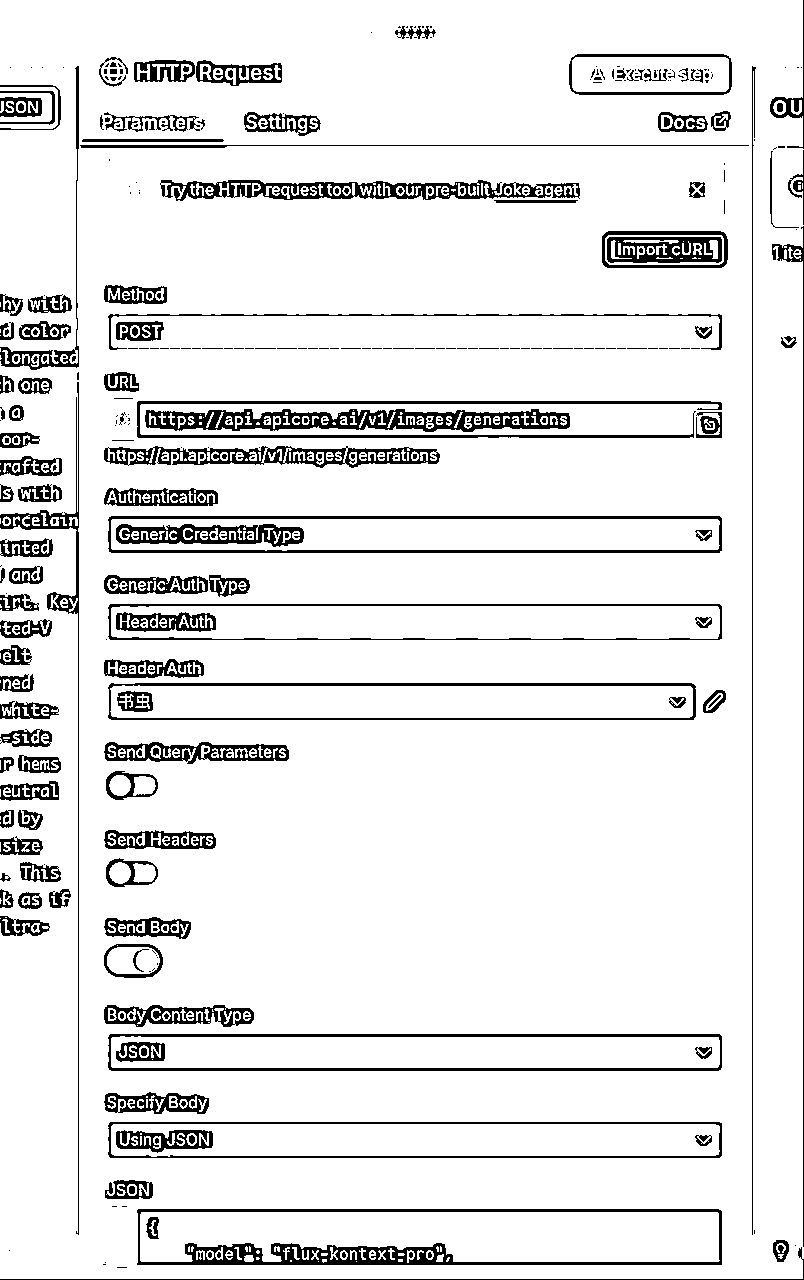 HTTP Request
Execute step
JSON
Parameters
Settings
Docs
OU
Try the HTTP request tool with our pre-built Joke agent
Import cURL
1 ite
Method
POST
URL
https://api.apicore.ai/v1/images/generations
https://api.apicore.ai/v1/images/generations
Authentication
Generic Credential Type
Generic Auth Type
Header Auth
Header Auth
书虫
Send Query Parameters
Send Headers
Send Body
Body Content Type
JSON
Specify Body
Using JSON
JSON
{
"model": "flux-kontext-pro",
hy with
ed color
longated
h one
a
oor-
rafted
ls with
porcelain
inted
and
irt. Key
ted-V
elt
ned
white-
-side
r hems
neutral
d by
size
. This
k as if
ltra-